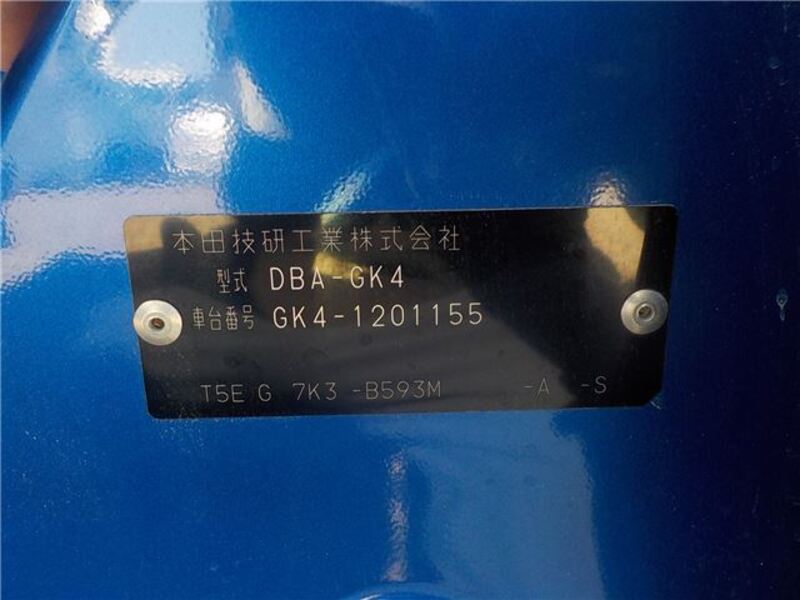 本田技研工業株式会社
型式 DBA-GK4
車台番号 GK4-1201155
T5E G 7K3 -B593M -A -S